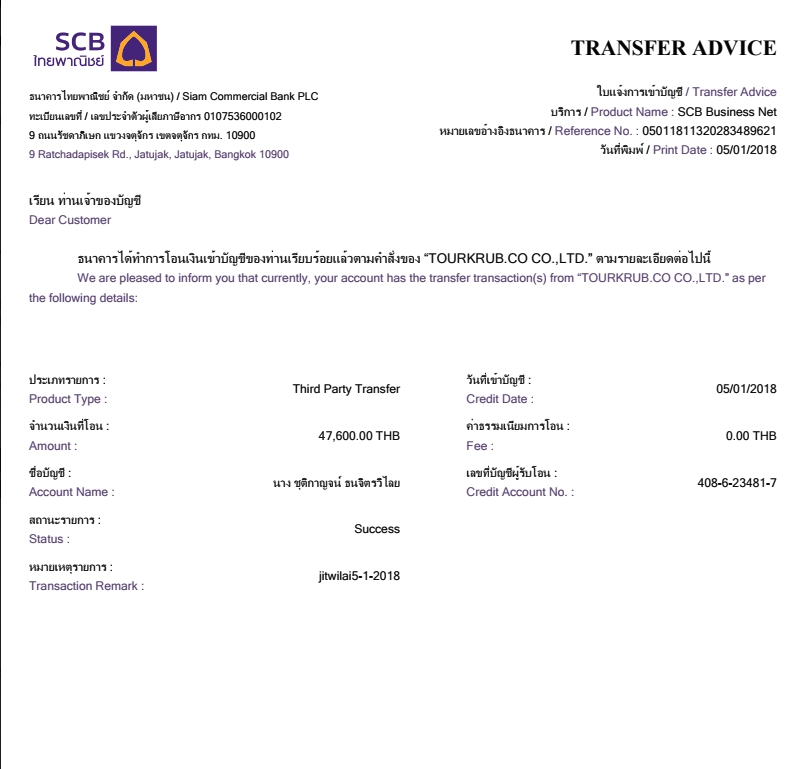 SCB
ไทยพาณิชย์
TRANSFER ADVICE
ธนาคารไทยพาณิชย์ จำกัด (มหาชน) / Siam Commercial Bank PLC
ทะเบียนเลขที่ / เลขประจำตัวผู้เสียภาษีอากร 0107536000102
9 ถนนรัชดาภิเษก แขวงจตุจักร เขตจตุจักร กทม. 10900
9 Ratchadapisek Rd., Jatujak, Jatujak, Bangkok 10900
ใบแจ้งการเข้าบัญชี / Transfer Advice
บริการ / Product Name : SCB Business Net
หมายเลขอ้างอิงธนาคาร / Reference No. : 05011811320283489621
วันที่พิมพ์ / Print Date : 05/01/2018
เรียน ท่านเจ้าของบัญชี
Dear Customer
ธนาคารได้ทำการโอนเงินเข้าบัญชีของท่านเรียบร้อยแล้วตามคำสั่งของ “TOURKRUB.CO CO.,LTD.” ตามรายละเอียดต่อไปนี้
We are pleased to inform you that currently, your account has the transfer transaction(s) from “TOURKRUB.CO CO.,LTD.” as per
the following details:
ประเภทรายการ :
Product Type :
Third Party Transfer
วันที่เข้าบัญชี :
Credit Date :
05/01/2018
จำนวนเงินที่โอน :
Amount :
47,600.00 THB
ค่าธรรมเนียมการโอน :
Fee :
0.00 THB
ชื่อบัญชี :
Account Name :
นาง ชุติกาญจน์ ธนจิตรวิไลย
เลขที่บัญชีผู้รับโอน :
Credit Account No. :
408-6-23481-7
สถานะรายการ :
Status :
Success
หมายเหตุรายการ :
Transaction Remark :
jitwilai5-1-2018